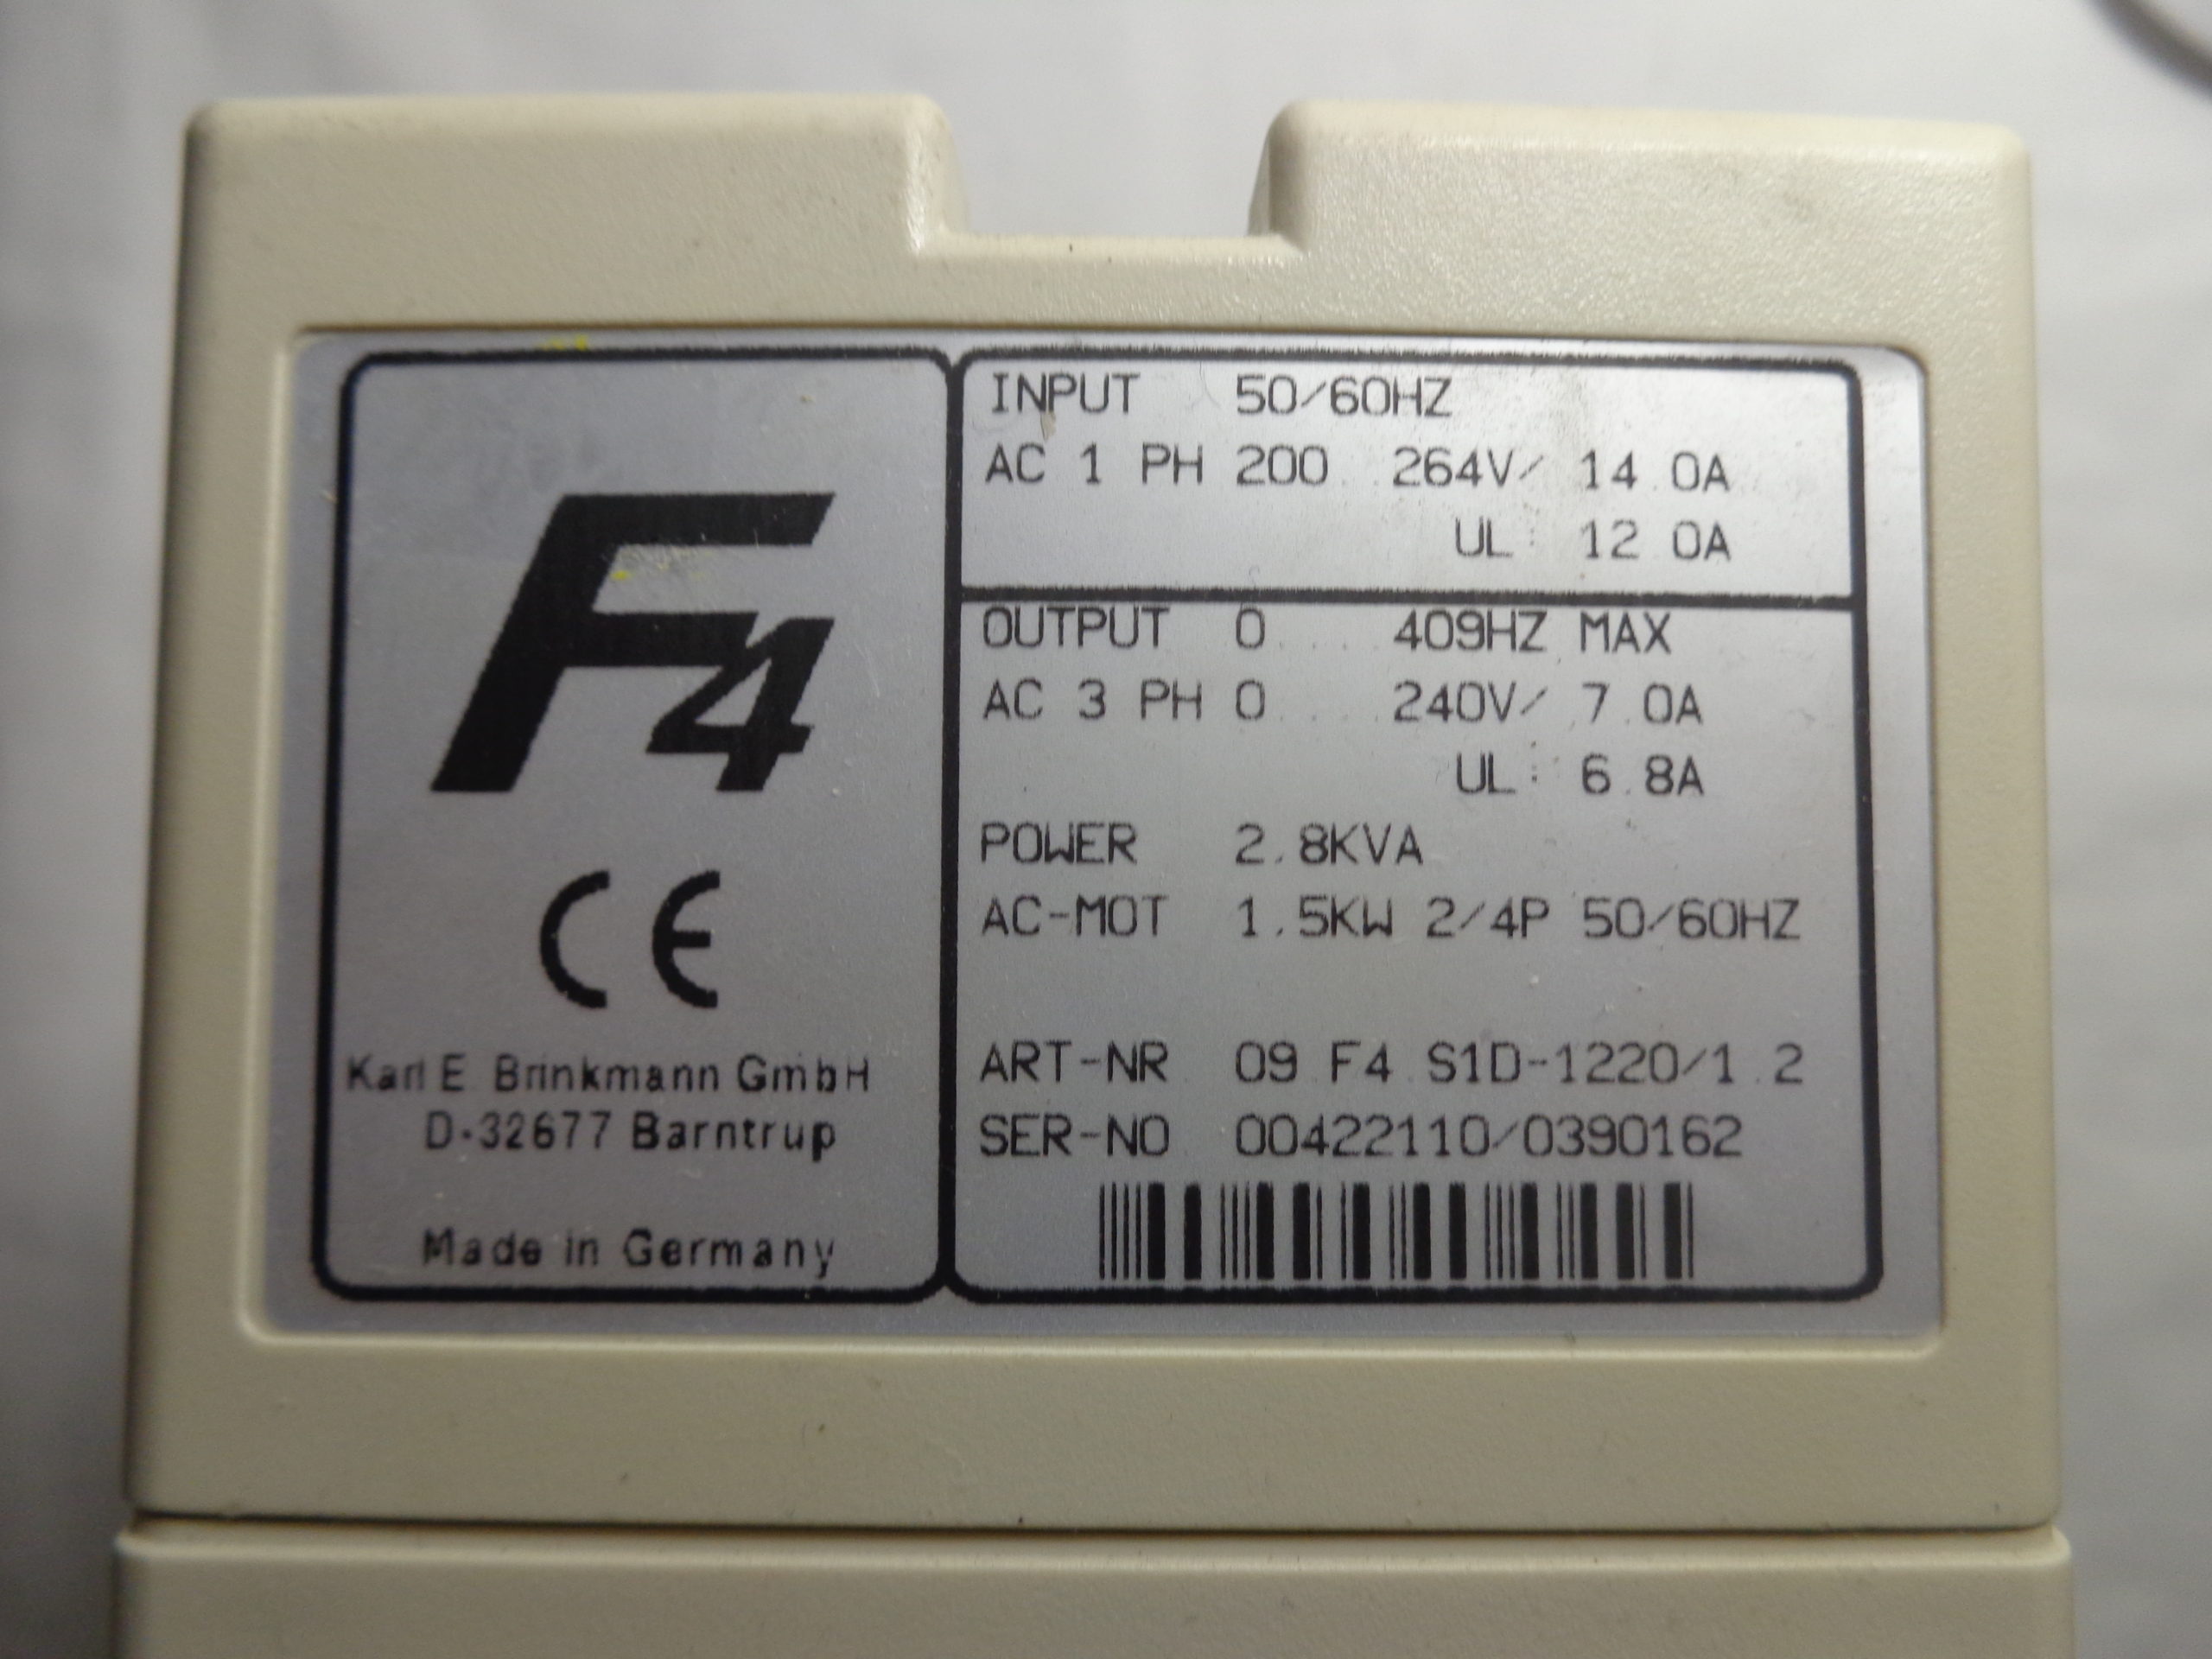 F4
CE
Karl E. Brinkmann GmbH
D-32677 Barntrup
Made in Germany
INPUT 50/60HZ
AC 1 PH 200...264V/ 14.0A
UL: 12.0A
OUTPUT 0.....409HZ MAX
AC 3 PH 0.....240V/ 7.0A
UL: 6.8A
POWER 2.8KVA
AC-MOT 1.5KW 2/4P 50/60HZ
ART-NR. 09.F4.S1D-1220/1.2
SER-NO 00422110/0390162